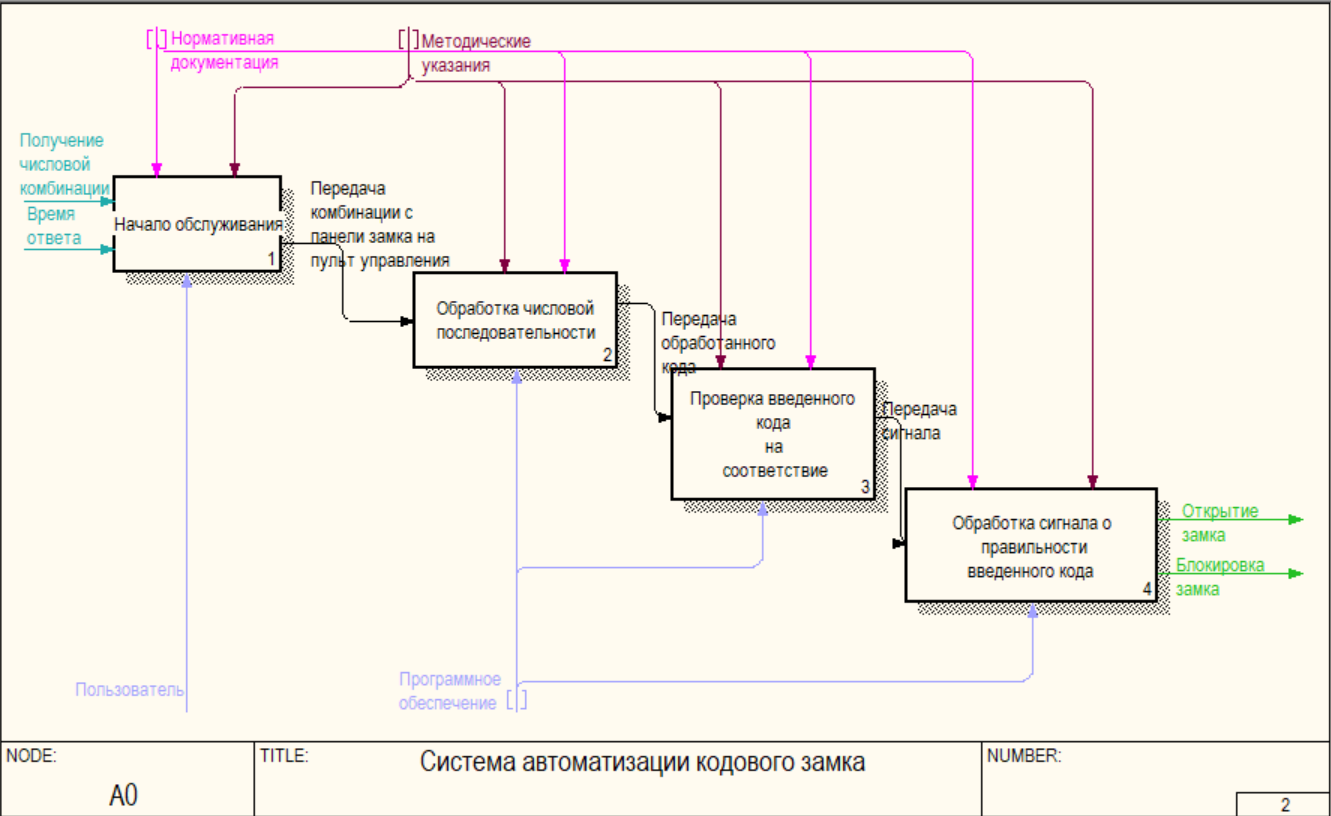 Нормативная
документация
Методические
указания
Получение
числовой
комбинации
Время
ответа
Начало обслуживания
1
Передача
комбинации с
панели замка на
пульт управления
Обработка числовой
последовательности
2
Передача
обработанного
кода
Проверка введенного
кода
на
соответствие
3
Передача
сигнала
Обработка сигнала о
правильности
введенного кода
4
Открытие
замка
Блокировка
замка
Пользователь
Программное
обеспечение
NODE:
A0
TITLE:
Система автоматизации кодового замка
NUMBER:
2